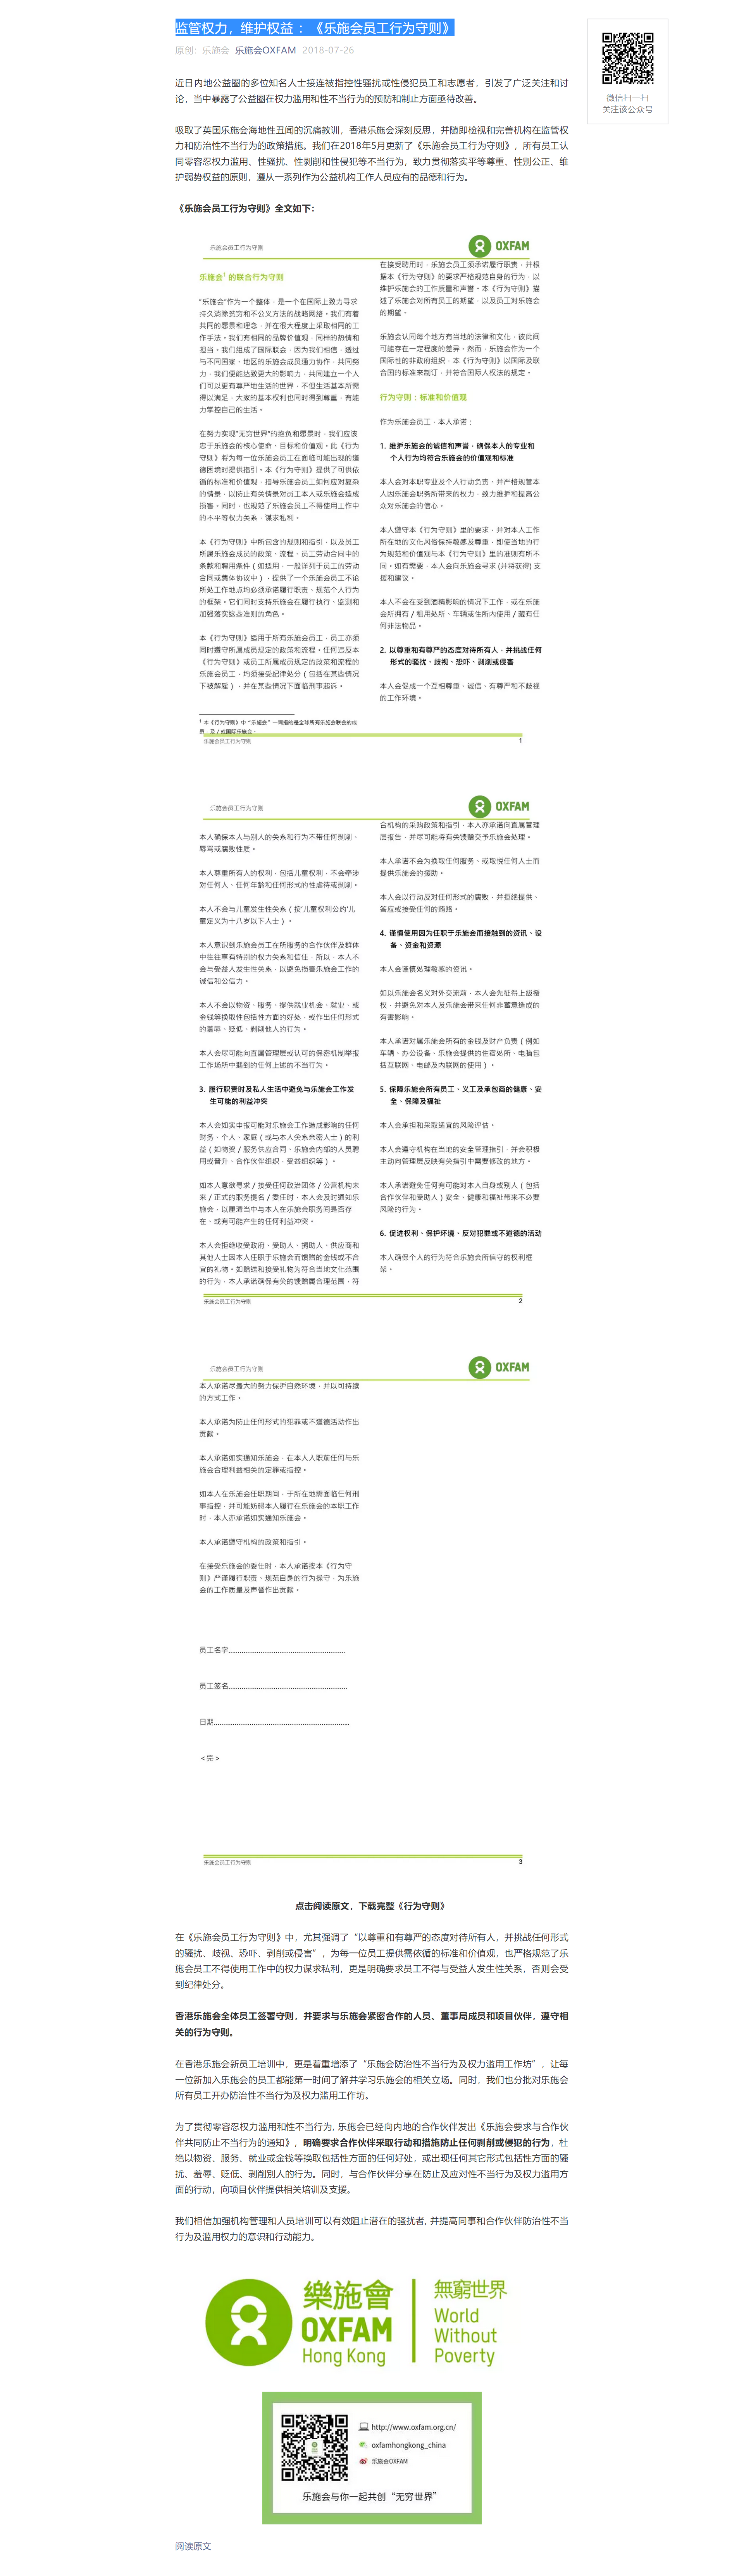 监管权力，维护权益 ：《乐施会员工行为守则》
原创：乐施会 乐施会OXFAM 2018-07-26
微信扫一扫
关注该公众号
近日内地公益圈的多位知名人士接连被指控性骚扰或性侵犯员工和志愿者，引发了广泛关注和讨
论，当中暴露了公益圈在权力滥用和性不当行为的预防和制止方面亟待改善。
吸取了英国乐施会海地性丑闻的沉痛教训，香港乐施会深刻反思，并随即检视和完善机构在监管权
力和防治性不当行为的政策措施。我们在2018年5月更新了《乐施会员工行为守则》，所有员工认
同零容忍权力滥用、性骚扰、性剥削和性侵犯等不当行为，致力贯彻落实平等尊重、性别公正、维
护弱势权益的原则，遵从一系列作为公益机构工作人员应有的品德和行为。
《乐施会员工行为守则》全文如下：
乐施会员工行为守则
OXFAM
乐施会¹ 的联合行为守则
“乐施会”作为一个整体，是一个在国际上致力寻求
持久消除贫穷和不公义方法的战略网络。我们有着
共同的愿景和理念，并在很大程度上采取相同的工
作手法。我们有相同的品牌价值观，同样的热情和
担当。我们组成了国际联会，因为我们相信，透过
与不同国家、地区的乐施会成员通力协作，共同努
力，我们便能达致更大的影响力，共同建立一个人
们可以更有尊严地生活的世界，不但生活基本所需
得以满足，大家的基本权利也同时得到尊重，有能
力掌控自己的生活。
在努力实现“无穷世界”的抱负和愿景时，我们应该
忠于乐施会的核心使命、目标和价值观。此《行为
守则》将为每一位乐施会员工在面临可能出现的道
德困境时提供指引。本《行为守则》提供了可供依
循的标准和价值观，指导乐施会员工如何应对复杂
的情景，以防止有关情景对员工本人或乐施会造成
损害。同时，也规范了乐施会员工不得使用工作中
的不平等权力关系，谋求私利。
本《行为守则》中所包含的规则和指引，以及员工
所属乐施会成员的政策、流程、员工劳动合同中的
条款和聘用条件（如适用，一般详列于员工的劳动
合同或集体协议中），提供了一个乐施会员工不论
所处工作地点均必须承诺履行职责、规范个人行为
的框架。它们同时支持乐施会在履行执行、监测和
加强落实这些准则的角色。
本《行为守则》适用于所有乐施会员工，员工亦须
同时遵守所属成员规定的政策和流程。任何违反本
《行为守则》或员工所属成员规定的政策和流程的
乐施会员工，均须接受纪律处分（包括在某些情况
下被解雇），并在某些情况下面临刑事起诉。
¹ 本《行为守则》中“乐施会”一词指的是全球所有乐施会联会的成
员，及 / 或国际乐施会。
在接受聘用时，乐施会员工须承诺履行职责，并根
据本《行为守则》的要求严格规范自身的行为，以
维护乐施会的工作质量和声誉。本《行为守则》描
述了乐施会对所有员工的期望，以及员工对乐施会
的期望。
乐施会认同每个地方有当地的法律和文化，彼此间
可能存在一定程度的差异。然而，乐施会作为一个
国际性的非政府组织，本《行为守则》以国际及联
合国的标准来制订，并符合国际人权法的规定。
行为守则：标准和价值观
作为乐施会员工，本人承诺：
1. 维护乐施会的诚信和声誉，确保本人的专业和
个人行为均符合乐施会的价值观和标准
本人会对本职专业及个人行动负责，并严格规管本
人因乐施会职务所带来的权力，致力维护和提高公
众对乐施会的信心。
本人遵守本《行为守则》里的要求，并对本人工作
所在地的文化风俗保持敏感及尊重，即使当地的行
为规范和价值观与本《行为守则》里的准则有所不
同。如有需要，本人会向乐施会寻求 (并将获得) 支
援和建议。
本人不会在受到酒精影响的情况下工作，或在乐施
会所拥有 / 租用处所、车辆或住所内使用 / 藏有任
何非法物品。
2. 以尊重和有尊严的态度对待所有人，并挑战任何
形式的骚扰、歧视、恐吓、剥削或侵害
本人会促成一个互相尊重、诚信、有尊严和不歧视
的工作环境。
乐施会员工行为守则 1
乐施会员工行为守则
OXFAM
本人确保本人与别人的关系和行为不带任何剥削、
辱骂或腐败性质。
本人尊重所有人的权利，包括儿童权利，不会牵涉
对任何人、任何年龄和任何形式的性虐待或剥削。
本人不会与儿童发生性关系（按‘儿童权利公约’儿
童定义为十八岁以下人士）。
本人意识到乐施会员工在所服务的合作伙伴及群体
中往往享有特别的权力关系和信任，所以，本人不
会与受益人发生性关系，以避免损害乐施会工作的
诚信和公信力。
本人不会以物资、服务、提供就业机会、就业、或
金钱等换取性包括性方面的好处，或作出任何形式
的羞辱、贬低、剥削他人的行为。
本人会尽可能向直属管理层或认可的保密机制举报
工作场所中遇到的任何上述的不当行为。
3. 履行职责时及私人生活中避免与乐施会工作发
生可能的利益冲突
本人会如实申报可能对乐施会工作造成影响的任何
财务、个人、家庭（或与本人关系亲密人士）的利
益（如物资 / 服务供应合同、乐施会内部的人员聘
用或晋升、合作伙伴组织，受益组织等）。
如本人意欲寻求 / 接受任何政治团体 / 公营机构未
来 / 正式的职务提名 / 委任时，本人会及时通知乐
施会，以厘清当中与本人在乐施会职务间是否存
在、或有可能产生的任何利益冲突。
本人会拒绝收受政府、受助人、捐助人、供应商和
其他人士因本人任职于乐施会而馈赠的金钱或不合
宜的礼物。如赠送和接受礼物为符合当地文化范围
的行为，本人承诺确保有关的馈赠属合理范围，符
合机构的采购政策和指引，本人亦承诺向直属管理
层报告，并尽可能将有关馈赠交予乐施会处理。
本人承诺不会为换取任何服务、或取悦任何人士而
提供乐施会的援助。
本人会以行动反对任何形式的腐败，并拒绝提供、
答应或接受任何的贿赂。
4. 谨慎使用因为任职于乐施会而接触到的资讯、设
备、资金和资源
本人会谨慎处理敏感的资讯。
如以乐施会名义对外交流前，本人会先征得上级授
权，并避免对本人及乐施会带来任何非蓄意造成的
有害影响。
本人承诺对属乐施会所有的金钱及财产负责（例如
车辆、办公设备、乐施会提供的住宿处所、电脑包
括互联网、电邮及内联网的使用）。
5. 保障乐施会所有员工、义工及承包商的健康、安
全、保障及福祉
本人会承担和采取适宜的风险评估。
本人会遵守机构在当地的安全管理指引，并会积极
主动向管理层反映有关指引中需要修改的地方。
本人承诺避免任何有可能对本人自身或别人（包括
合作伙伴和受助人）安全、健康和福祉带来不必要
风险的行为。
6. 促进权利、保护环境、反对犯罪或不道德的活动
本人确保个人的行为符合乐施会所信守的权利框
架。
乐施会员工行为守则 2
乐施会员工行为守则
OXFAM
本人承诺尽最大的努力保护自然环境，并以可持续
的方式工作。
本人承诺为防止任何形式的犯罪或不道德活动作出
贡献。
本人承诺如实通知乐施会，在本人入职前任何与乐
施会合理利益相关的定罪或指控。
如本人在乐施会任职期间，于所在地需面临任何刑
事指控，并可能妨碍本人履行在乐施会的本职工作
时，本人亦承诺如实通知乐施会。
本人承诺遵守机构的政策和指引。
在接受乐施会的委任时，本人承诺按本《行为守
则》严谨履行职责、规范自身的行为操守，为乐施
会的工作质量及声誉作出贡献。
员工名字..............................................................
员工签名...............................................................
日期........................................................................
＜完＞
乐施会员工行为守则 3
点击阅读原文，下载完整《行为守则》
在《乐施会员工行为守则》中，尤其强调了“以尊重和有尊严的态度对待所有人，并挑战任何形式
的骚扰、歧视、恐吓、剥削或侵害”，为每一位员工提供需依循的标准和价值观，也严格规范了乐
施会员工不得使用工作中的权力谋求私利，更是明确要求员工不得与受益人发生性关系，否则会受
到纪律处分。
香港乐施会全体员工签署守则，并要求与乐施会紧密合作的人员、董事局成员和项目伙伴，遵守相
关的行为守则。
在香港乐施会新员工培训中，更是着重增添了“乐施会防治性不当行为及权力滥用工作坊”，让每
一位新加入乐施会的员工都能第一时间了解并学习乐施会的相关立场。同时，我们也分批对乐施会
所有员工开办防治性不当行为及权力滥用工作坊。
为了贯彻零容忍权力滥用和性不当行为, 乐施会已经向内地的合作伙伴发出《乐施会要求与合作伙
伴共同防止不当行为的通知》，明确要求合作伙伴采取行动和措施防止任何剥削或侵犯的行为，杜
绝以物资、服务、就业或金钱等换取包括性方面的任何好处，或出现任何其它形式包括性方面的骚
扰、羞辱、贬低、剥削别人的行为。同时，与合作伙伴分享在防止及应对性不当行为及权力滥用方
面的行动，向项目伙伴提供相关培训及支援。
我们相信加强机构管理和人员培训可以有效阻止潜在的骚扰者, 并提高同事和合作伙伴防治性不当
行为及滥用权力的意识和行动能力。
樂施會
OXFAM
Hong Kong
無窮世界
World
Without
Poverty
http://www.oxfam.org.cn/
oxfamhongkong_china
乐施会OXFAM
乐施会与你一起共创“无穷世界”
阅读原文